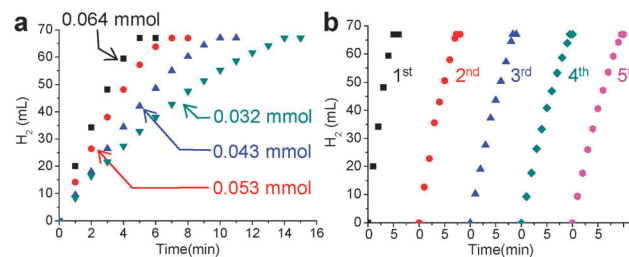 a
0.064 mmol
0.032 mmol
0.043 mmol
0.053 mmol
H2 (mL)
70
60
50
40
30
20
10
0
0 2 4 6 8 10 12 14 16
Time(min)
b
1st 2nd 3rd 4th 5th
H2 (mL)
70
60
50
40
30
20
10
0
0 5 0 5 0 5 0 5 0 5
Time(min) Time(min)